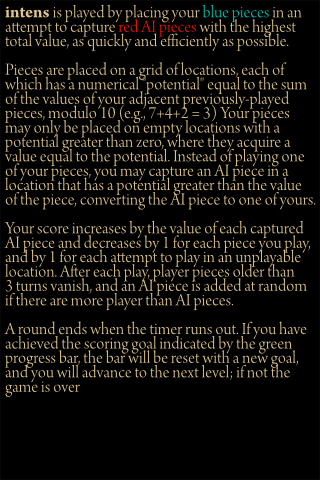 intens is played by placing your blue pieces in an
attempt to capture red AI pieces with the highest
total value, as quickly and efficiently as possible.
Pieces are placed on a grid of locations, each of
which has a numerical "potential" equal to the sum
of the values of your adjacent previously-played
pieces, modulo 10 (e.g., 7+4+2 = 3) Your pieces
may only be placed on empty locations with a
potential greater than zero, where they acquire a
value equal to the potential. Instead of playing one
of your pieces, you may capture an AI piece in a
location that has a potential greater than the value
of the piece, converting the AI piece to one of yours.
Your score increases by the value of each captured
AI piece and decreases by 1 for each piece you play,
and by 1 for each attempt to play in an unplayable
location. After each play, player pieces older than
3 turns vanish, and an AI piece is added at random
if there are more player than AI pieces.
A round ends when the timer runs out. If you have
achieved the scoring goal indicated by the green
progress bar, the bar will be reset with a new goal,
and you will advance to the next level; if not the
game is over